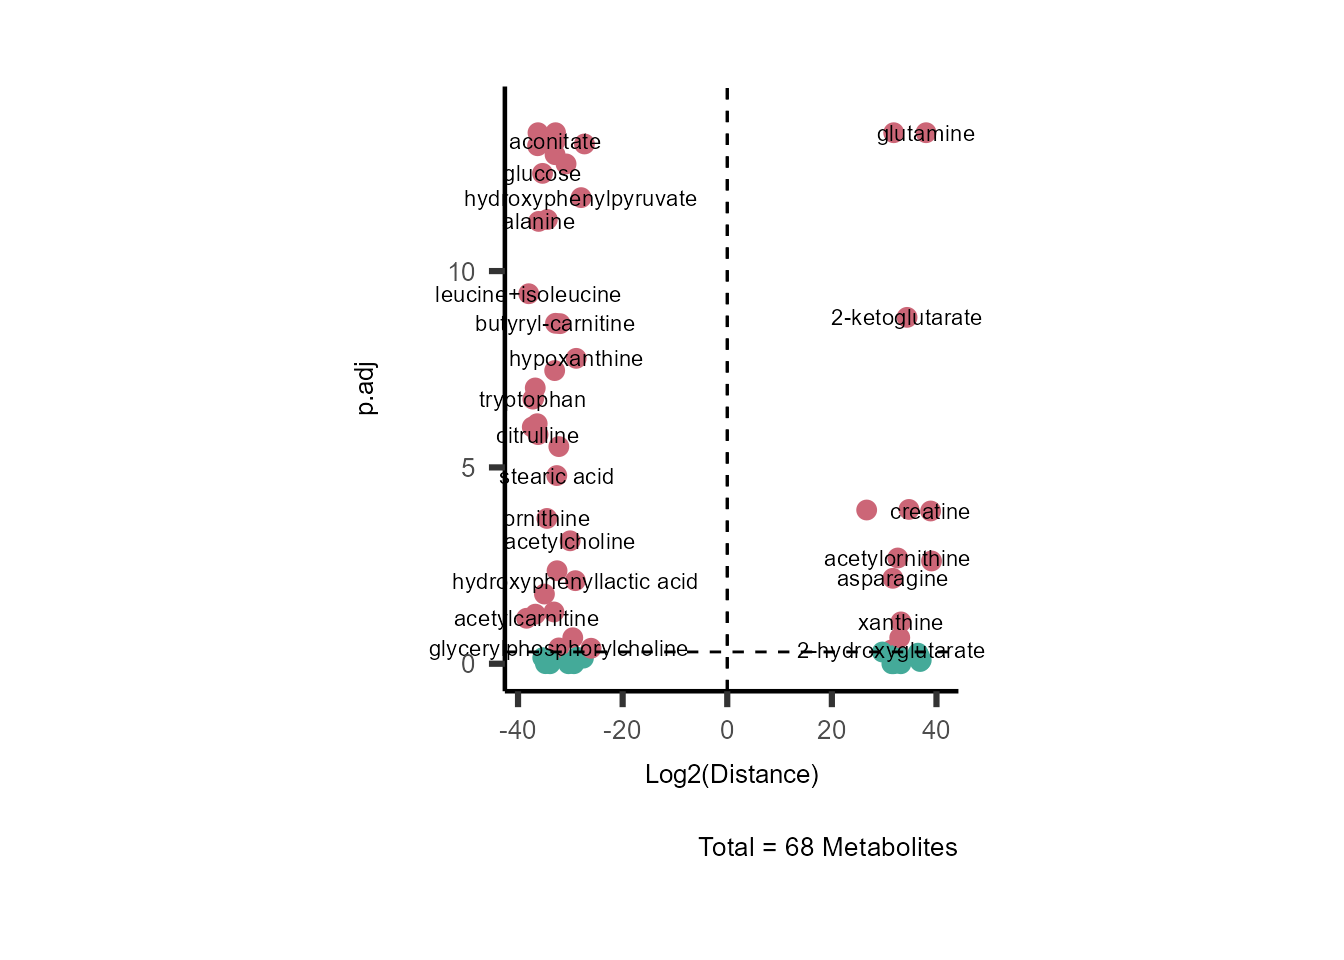 aconitate
glutamine
glucose
hydroxyphenylpyruvate
alanine
10
leucine+isoleucine
2-ketoglutarate
butyryl-carnitine
hypoxanthine
p.adj
tryptophan
citrulline
5
stearic acid
creatine
ornithine
acetylcholine
acetylornithine
hydroxyphenyllactic acid
asparagine
acetylcarnitine
xanthine
glycerylphosphorylcholine
2-hydroxyglutarate
0
-40 -20 0 20 40
Log2(Distance)
Total = 68 Metabolites